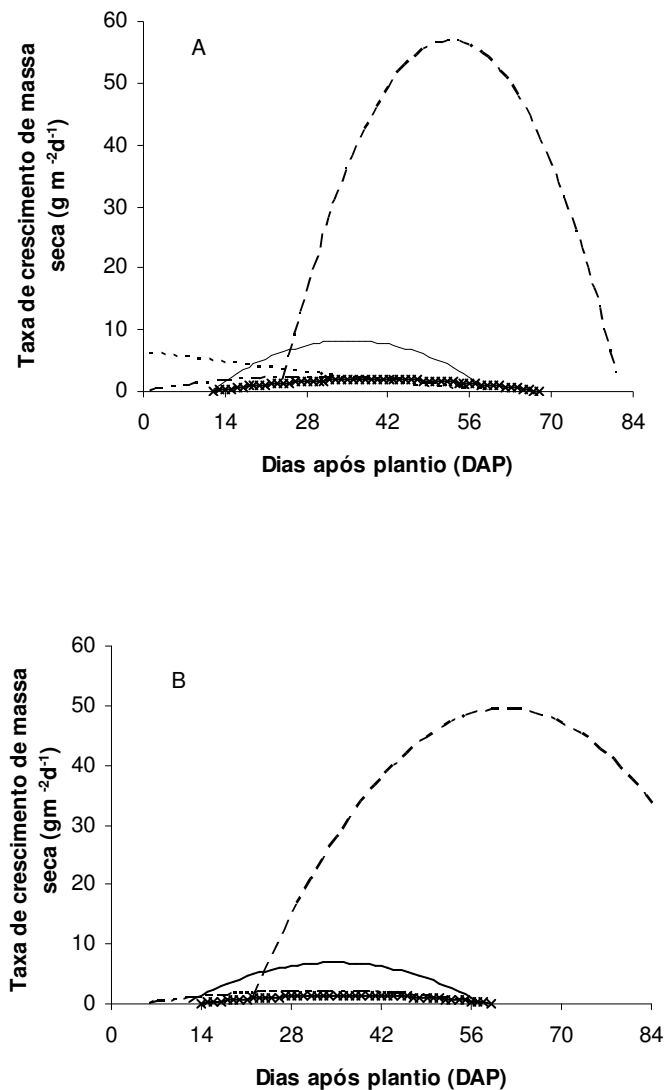 60
A
50
40
30
20
10
0
0 14 28 42 56 70 84
Taxa de crescimento de massa
seca (g m -2d-1)
Dias após plantio (DAP)
60
B
50
40
30
20
10
0
0 14 28 42 56 70 84
Taxa de crescimento de massa
seca (gm -2d-1)
Dias após plantio (DAP)